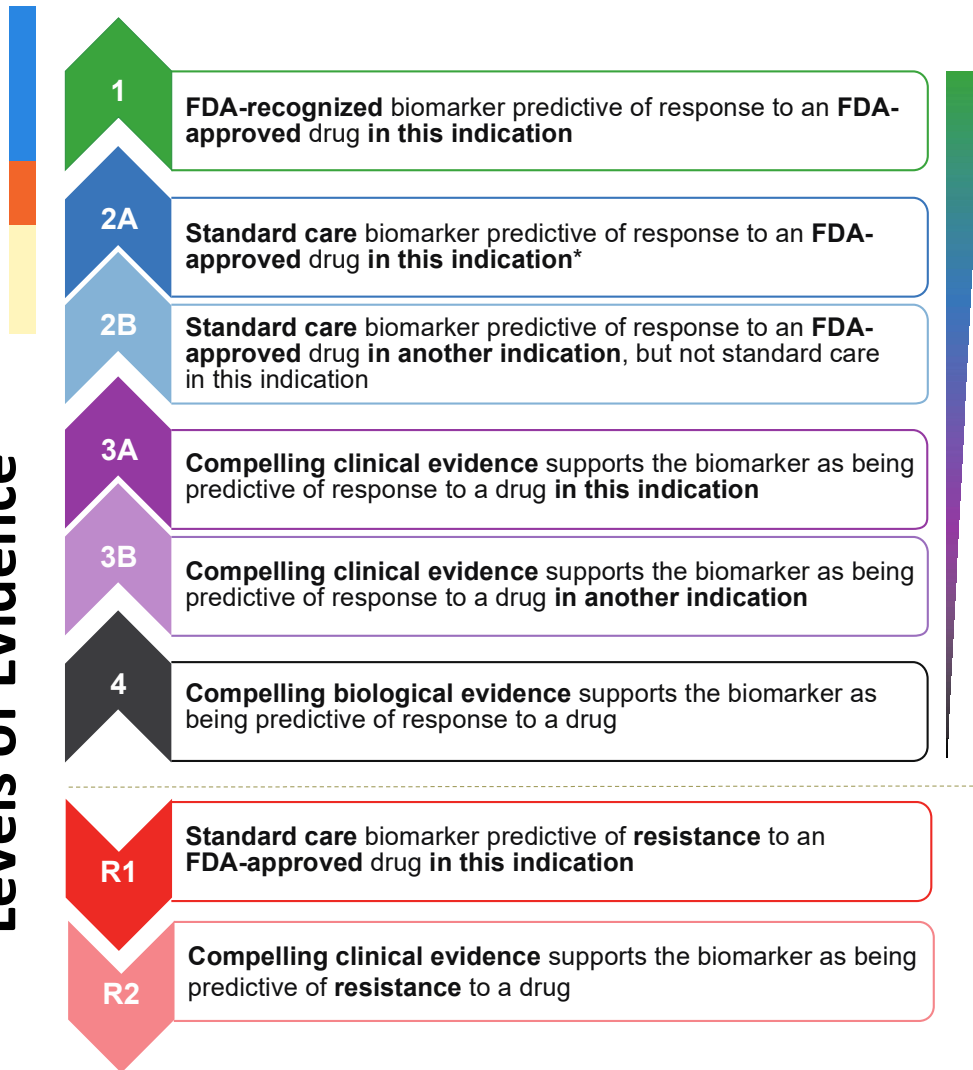 1
FDA-recognized biomarker predictive of response to an FDA-
approved drug in this indication
2A
Standard care biomarker predictive of response to an FDA-
approved drug in this indication*
2B
Standard care biomarker predictive of response to an FDA-
approved drug in another indication, but not standard care
in this indication
3A
Compelling clinical evidence supports the biomarker as being
predictive of response to a drug in this indication
3B
Compelling clinical evidence supports the biomarker as being
predictive of response to a drug in another indication
4
Compelling biological evidence supports the biomarker as
being predictive of response to a drug
R1
Standard care biomarker predictive of resistance to an
FDA-approved drug in this indication
R2
Compelling clinical evidence supports the biomarker as being
predictive of resistance to a drug
Levels of Evidence